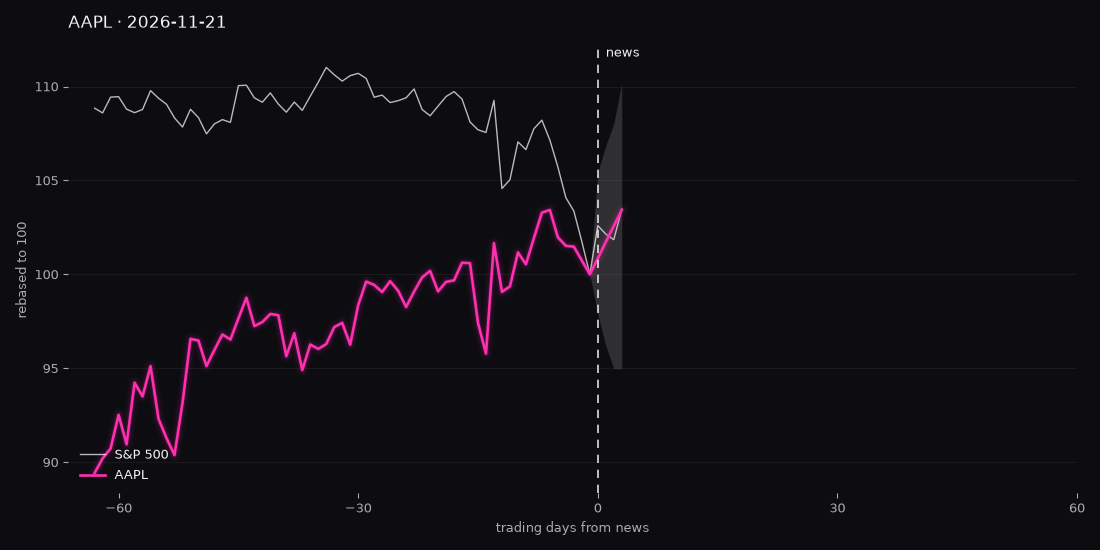 AAPL · 2026-11-21
news
110
105
100
95
90
rebased to 100
S&P 500
AAPL
−60
−30
0
30
60
trading days from news